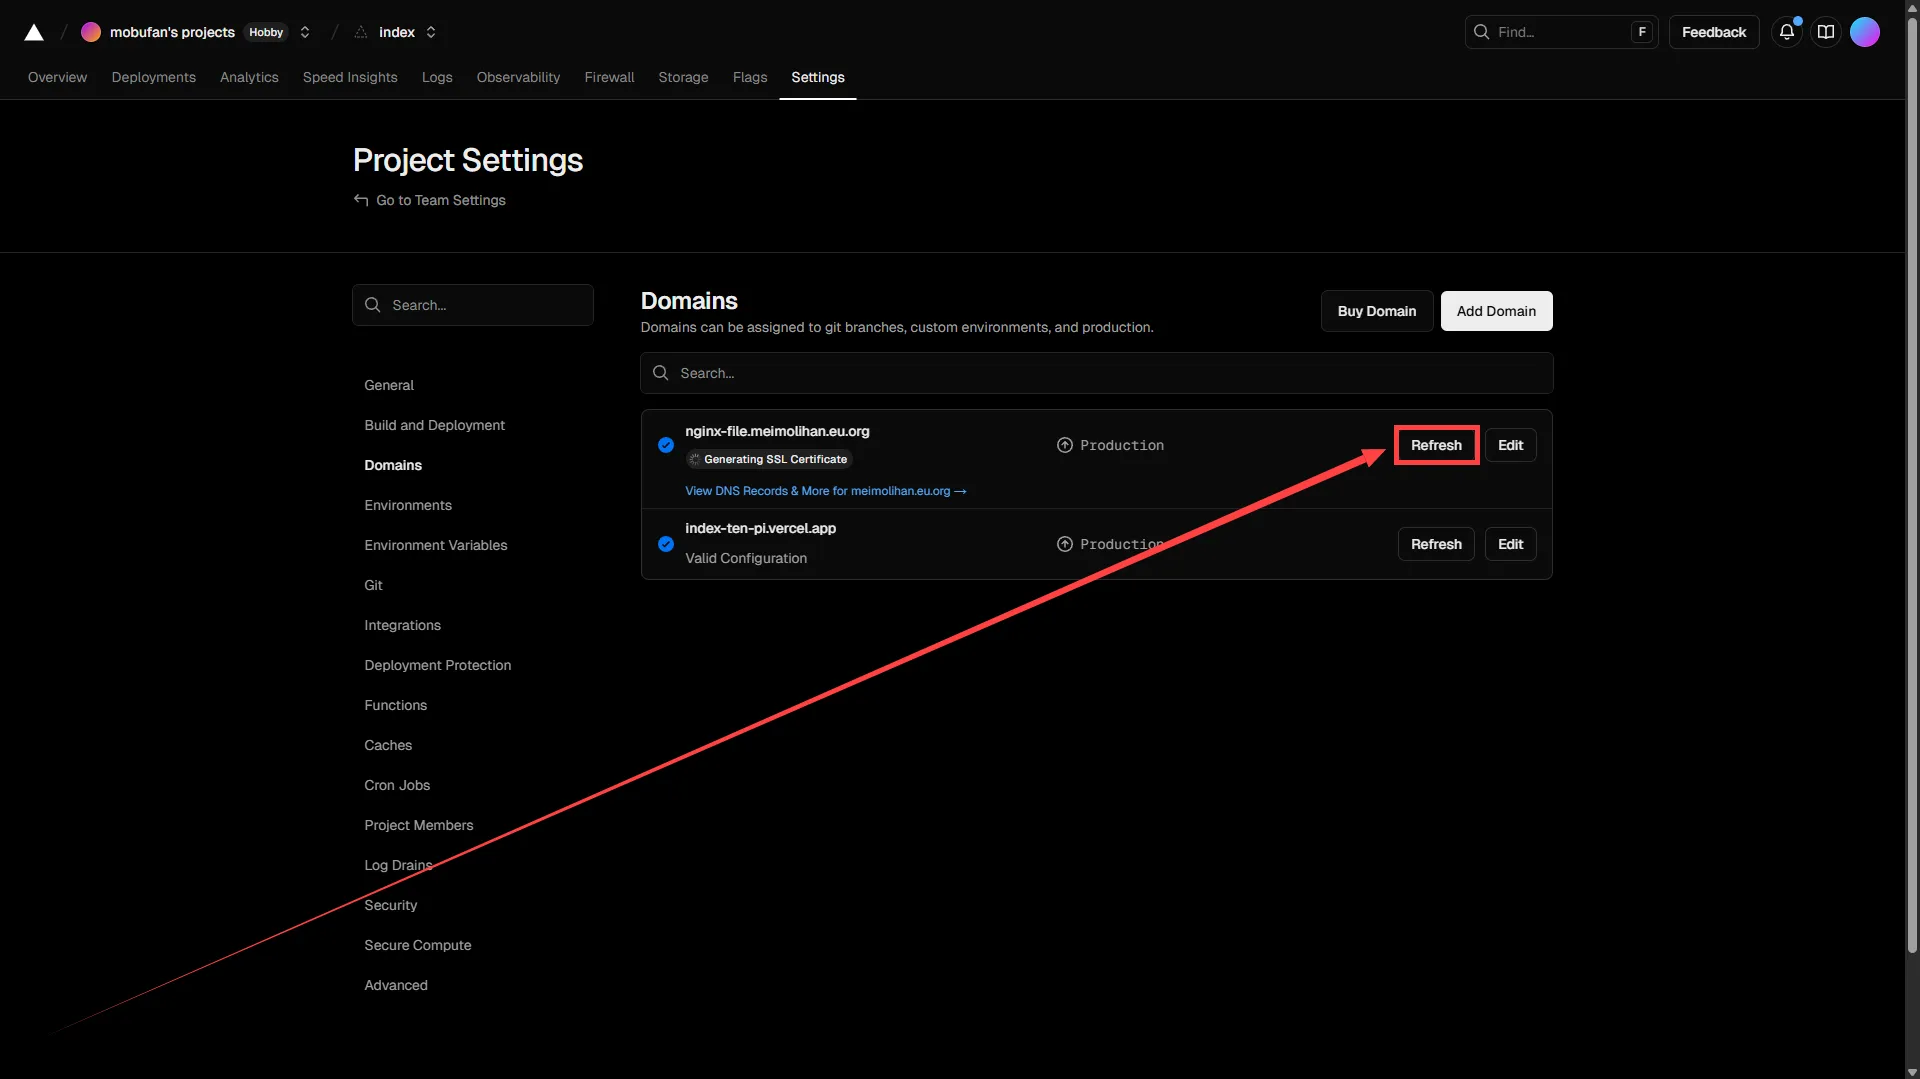 mobufan's projects Hobby index Find... F Feedback
Overview Deployments Analytics Speed Insights Logs Observability Firewall Storage Flags Settings
Project Settings
Go to Team Settings
Search...
General
Build and Deployment
Domains
Environments
Environment Variables
Git
Integrations
Deployment Protection
Functions
Caches
Cron Jobs
Project Members
Log Drains
Security
Secure Compute
Advanced
Domains
Domains can be assigned to git branches, custom environments, and production.
Buy Domain Add Domain
Search...
nginx-file.meimolihan.eu.org
Generating SSL Certificate
Production Refresh Edit
View DNS Records & More for meimolihan.eu.org →
index-ten-pi.vercel.app
Valid Configuration
Production Refresh Edit